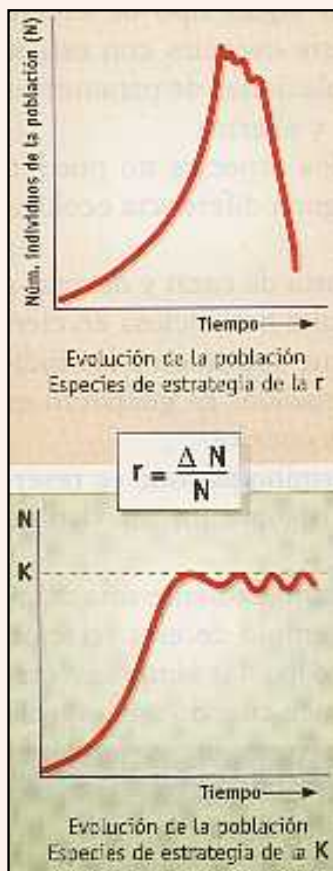 Núm. individuos de la población (N)
Tiempo
Evolución de la población
Especies de estrategia de la r
r = Δ N / N
N
K
Tiempo
Evolución de la población
Especies de estrategia de la K